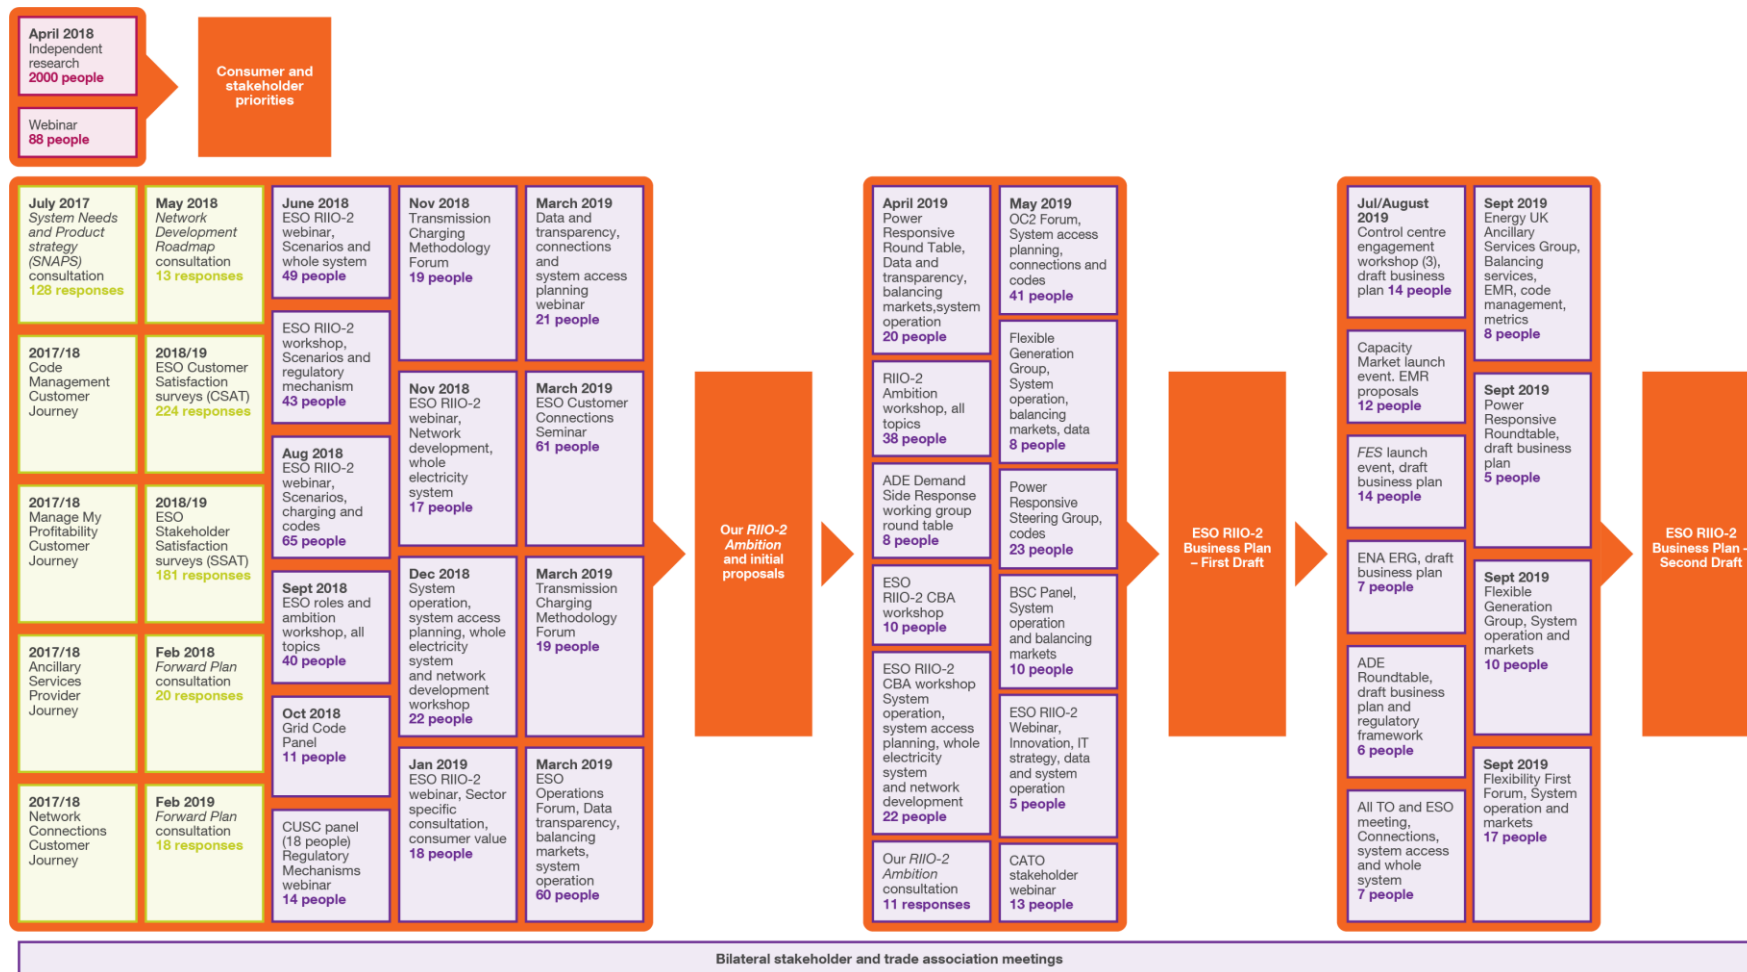 April 2018
Independent
research
2000 people
Webinar
88 people
Consumer and
stakeholder
priorities
July 2017
System Needs
and Product
strategy
(SNAPS)
consultation
128 responses
2017/18
Code
Management
Customer
Journey
2017/18
Manage My
Profitability
Customer
Journey
2017/18
Ancillary
Services
Provider
Journey
2017/18
Network
Connections
Customer
Journey
May 2018
Network
Development
Roadmap
consultation
13 responses
2018/19
ESO Customer
Satisfaction
surveys (CSAT)
224 responses
2018/19
ESO
Stakeholder
Satisfaction
surveys (SSAT)
181 responses
Feb 2018
Forward Plan
consultation
20 responses
Feb 2019
Forward Plan
consultation
18 responses
June 2018
ESO RIIO-2
webinar,
Scenarios and
whole system
49 people
ESO RIIO-2
workshop,
Scenarios and
regulatory
mechanism
43 people
Aug 2018
ESO RIIO-2
webinar,
Scenarios,
charging and
codes
65 people
Sept 2018
ESO roles and
ambition
workshop, all
topics
40 people
Oct 2018
Grid Code
Panel
11 people
CUSC panel
(18 people)
Regulatory
Mechanisms
webinar
14 people
Nov 2018
Transmission
Charging
Methodology
Forum
19 people
Nov 2018
ESO RIIO-2
webinar,
Network
development,
whole
electricity
system
17 people
Dec 2018
System
operation,
system access
planning, whole
electricity
system
and network
development
workshop
22 people
Jan 2019
ESO RIIO-2
webinar, Sector
specific
consultation,
consumer value
18 people
March 2019
Data and
transparency,
connections
and
system access
planning
webinar
21 people
March 2019
ESO Customer
Connections
Seminar
61 people
March 2019
Transmission
Charging
Methodology
Forum
19 people
March 2019
ESO
Operations
Forum, Data
transparency,
balancing
markets,
system
operation
60 people
Our RIIO-2
Ambition
and initial
proposals
April 2019
Power
Responsive
Round Table,
Data and
transparency,
balancing
markets,system
operation
20 people
RIIO-2
Ambition
workshop, all
topics
38 people
ADE Demand
Side Response
working group
round table
8 people
ESO
RIIO-2 CBA
workshop
10 people
ESO RIIO-2
CBA workshop
System
operation,
system access
planning, whole
electricity
system
and network
development
22 people
Our RIIO-2
Ambition
consultation
11 responses
May 2019
OC2 Forum,
System access
planning,
connections and
codes
41 people
Flexible
Generation
Group,
System
operation,
balancing
markets, data
8 people
Power
Responsive
Steering Group,
codes
23 people
BSC Panel,
System
operation
and balancing
markets
10 people
ESO RIIO-2
Webinar,
Innovation, IT
strategy, data
and system
operation
5 people
CATO
stakeholder
webinar
13 people
ESO RIIO-2
Business Plan
– First Draft
Jul/August
2019
Control centre
engagement
workshop (3),
draft business
plan 14 people
Capacity
Market launch
event. EMR
proposals
12 people
FES launch
event, draft
business plan
14 people
ENA ERG, draft
business plan
7 people
ADE
Roundtable,
draft business
plan and
regulatory
framework
6 people
All TO and ESO
meeting,
Connections,
system access
and whole
system
7 people
Sept 2019
Energy UK
Ancillary
Services Group,
Balancing
services,
EMR, code
management,
metrics
8 people
Sept 2019
Power
Responsive
Roundtable,
draft business
plan
5 people
Sept 2019
Flexible
Generation
Group, System
operation and
markets
10 people
Sept 2019
Flexibility First
Forum, System
operation and
markets
17 people
ESO RIIO-2
Business Plan –
Second Draft
Bilateral stakeholder and trade association meetings